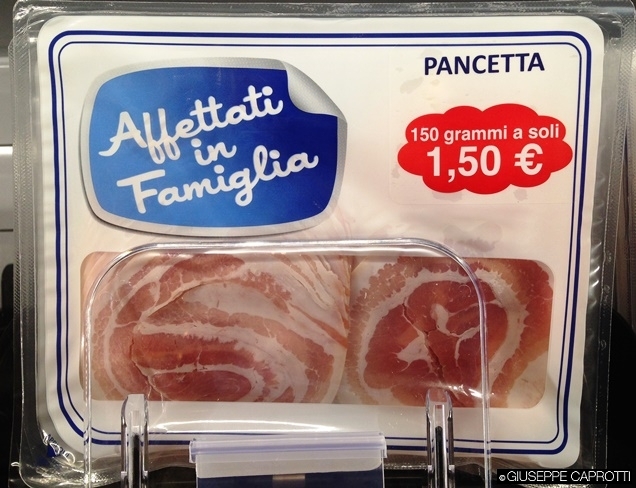 PANCETTA
Affettati
in
Famiglia
150 grammi a soli
1,50 €
©GIUSEPPE CAPROTTI